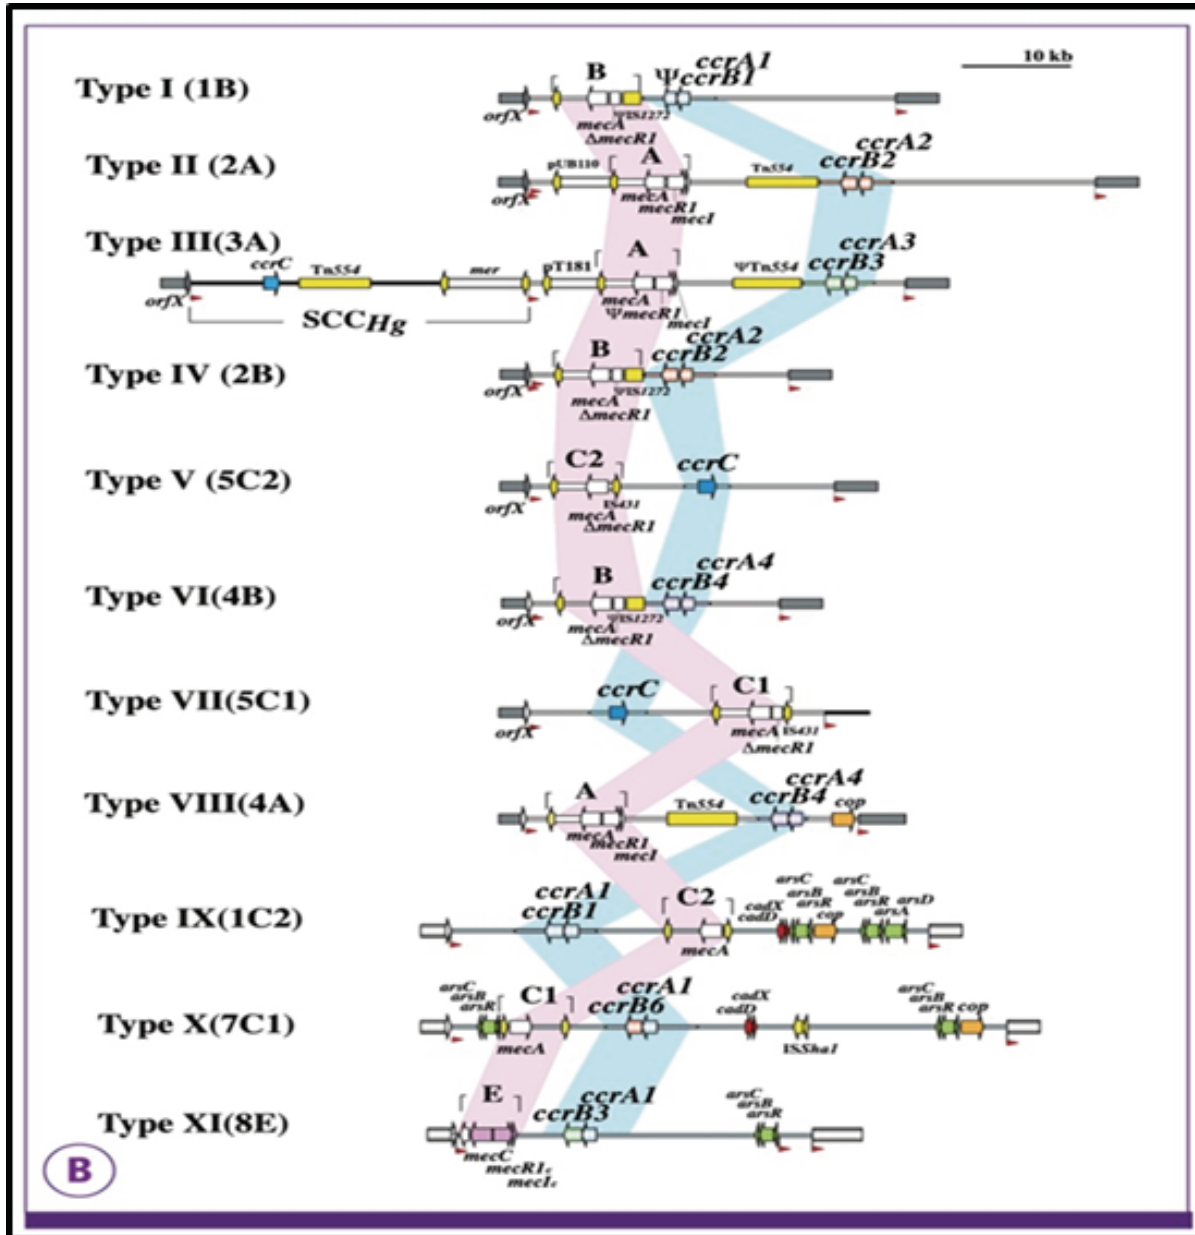 10 kb
Type I (1B)
B
Ψ
ccrA1
ccrB1
orfX
mecA
ΨIS1272
ΔmecR1
Type II (2A)
pUB110
A
Tn554
ccrA2
ccrB2
orfX
mecA
mecR1
mecI
Type III(3A)
ccrC
Tn554
mer
pT181
A
ΨTn554
ccrA3
ccrB3
orfX
mecA
ΨmecR1
mecI
SCCHg
Type IV (2B)
B
ccrA2
ccrB2
orfX
mecA
ΨIS1272
ΔmecR1
Type V (5C2)
C2
ccrC
orfX
mecA
IS431
ΔmecR1
Type VI(4B)
B
ccrA4
ccrB4
orfX
mecA
ΨIS1272
ΔmecR1
Type VII(5C1)
ccrC
C1
orfX
mecA
IS431
ΔmecR1
Type VIII(4A)
A
Tn554
ccrA4
ccrB4
cop
mecA
mecR1
mecI
Type IX(1C2)
ccrA1
ccrB1
C2
mecA
cadX
cadD
arsC
arsB
arsR
cop
arsC
arsB
arsR
arsA
arsD
Type X(7C1)
arsC
arsB
arsR
C1
mecA
ccrA1
ccrB6
cadX
cadD
ISSha1
arsC
arsB
arsR
cop
Type XI(8E)
E
ccrA1
ccrB3
arsC
arsB
arsR
mecC
mecR1c
mecIc
B